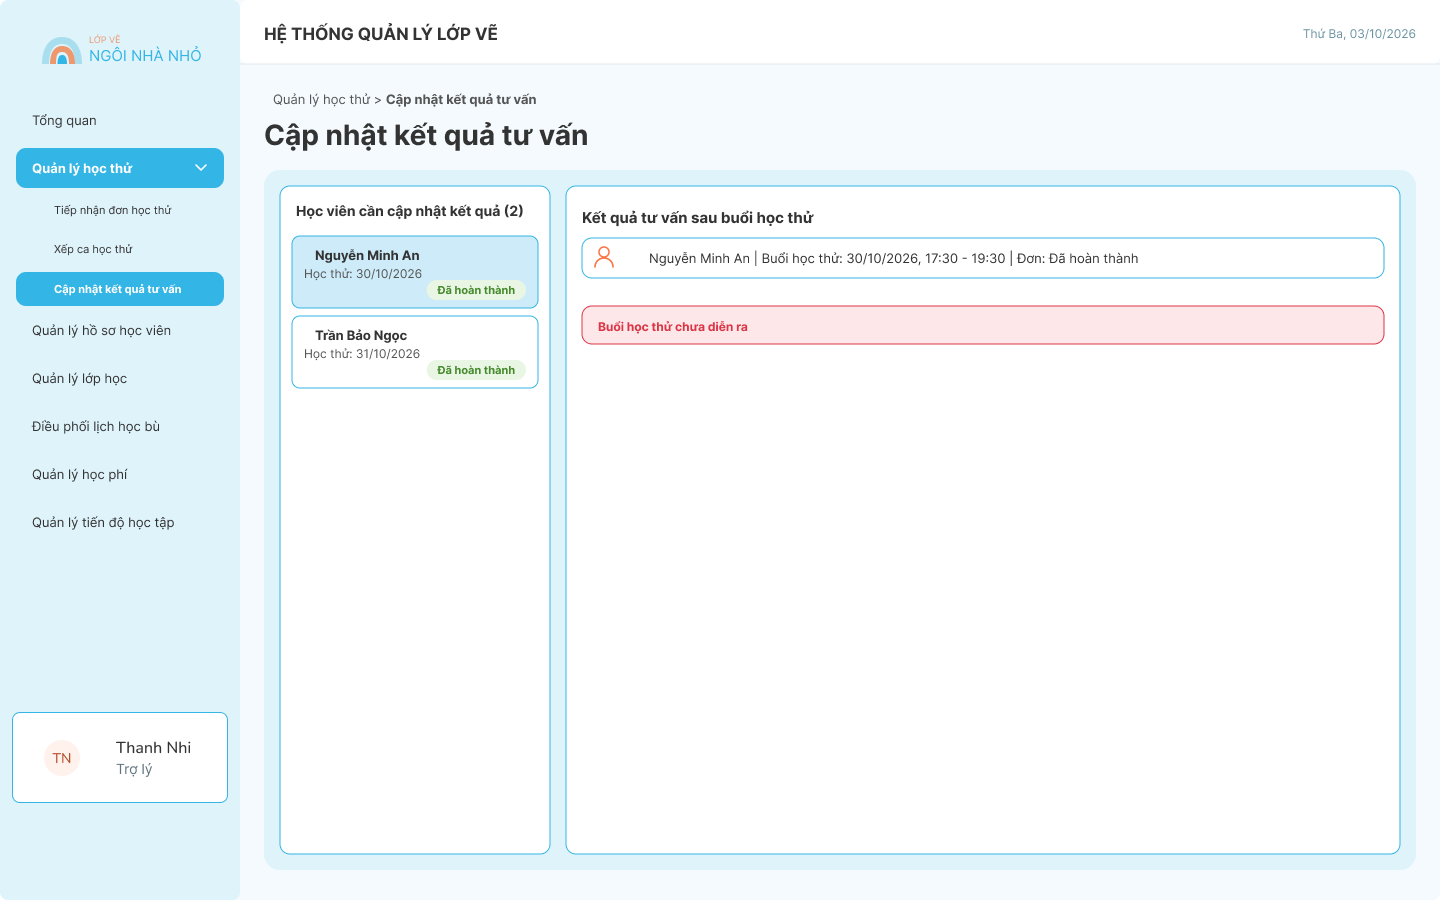 LỚP VẼ
NGÔI NHÀ NHỎ
Tổng quan
Quản lý học thử
Tiếp nhận đơn học thử
Xếp ca học thử
Cập nhật kết quả tư vấn
Quản lý hồ sơ học viên
Quản lý lớp học
Điều phối lịch học bù
Quản lý học phí
Quản lý tiến độ học tập
TN
Thanh Nhi
Trợ lý
HỆ THỐNG QUẢN LÝ LỚP VẼ
Thứ Ba, 03/10/2026
Quản lý học thử > Cập nhật kết quả tư vấn
Cập nhật kết quả tư vấn
Học viên cần cập nhật kết quả (2)
Nguyễn Minh An
Học thử: 30/10/2026
Đã hoàn thành
Trần Bảo Ngọc
Học thử: 31/10/2026
Đã hoàn thành
Kết quả tư vấn sau buổi học thử
Nguyễn Minh An | Buổi học thử: 30/10/2026, 17:30 - 19:30 | Đơn: Đã hoàn thành
Buổi học thử chưa diễn ra